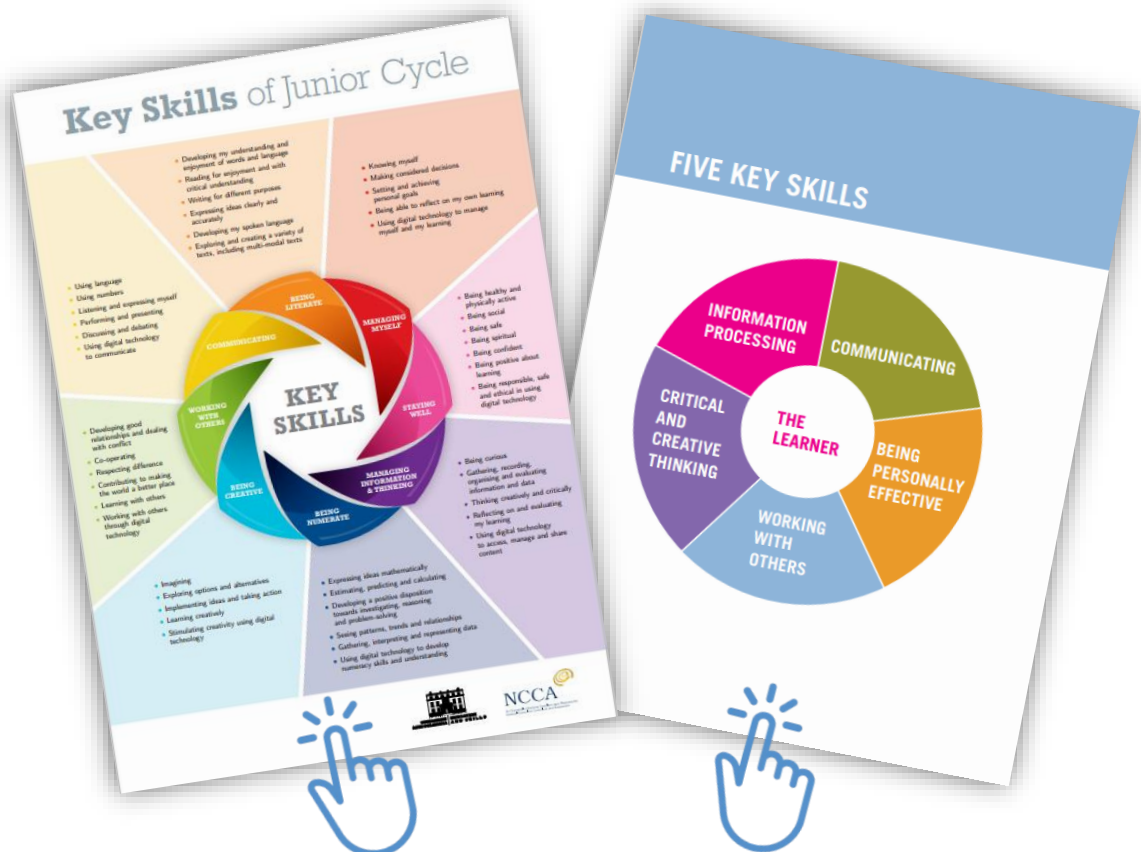 Key Skills of Junior Cycle
• Developing my understanding and
enjoyment of words and language
• Reading for enjoyment and with
critical understanding
• Writing for different purposes
• Expressing ideas clearly and
accurately
• Developing my spoken language
• Exploring and creating a variety of
texts, including multi-modal texts
• Knowing myself
• Making considered decisions
• Setting and achieving
personal goals
• Being able to reflect on my own learning
• Using digital technology to manage
myself and my learning
• Using language
• Using numbers
• Listening and expressing myself
• Performing and presenting
• Discussing and debating
• Using digital technology
to communicate
• Being healthy and
physically active
• Being social
• Being safe
• Being spiritual
• Being confident
• Being positive about
learning
• Being responsible, safe
and ethical in using
digital technology
BEING
LITERATE
MANAGING
MYSELF
COMMUNICATING
STAYING
WELL
KEY
SKILLS
WORKING
WITH
OTHERS
MANAGING
INFORMATION
& THINKING
BEING
CREATIVE
BEING
NUMERATE
• Developing good
relationships and dealing
with conflict
• Co-operating
• Respecting difference
• Contributing to making
the world a better place
• Learning with others
• Working with others
through digital
technology
• Being curious
• Gathering, recording,
organising and evaluating
information and data
• Thinking creatively and critically
• Reflecting on and evaluating
my learning
• Using digital technology
to access, manage and share
content
• Imagining
• Exploring options and alternatives
• Implementing ideas and taking action
• Learning creatively
• Stimulating creativity using digital
technology
• Expressing ideas mathematically
• Estimating, predicting and calculating
• Developing a positive disposition
towards investigating, reasoning
and problem-solving
• Seeing patterns, trends and relationships
• Gathering, interpreting and representing data
• Using digital technology to develop
numeracy skills and understanding
AND SKILLS
NCCA
FIVE KEY SKILLS
INFORMATION
PROCESSING
COMMUNICATING
CRITICAL
AND
CREATIVE
THINKING
THE
LEARNER
BEING
PERSONALLY
EFFECTIVE
WORKING
WITH
OTHERS